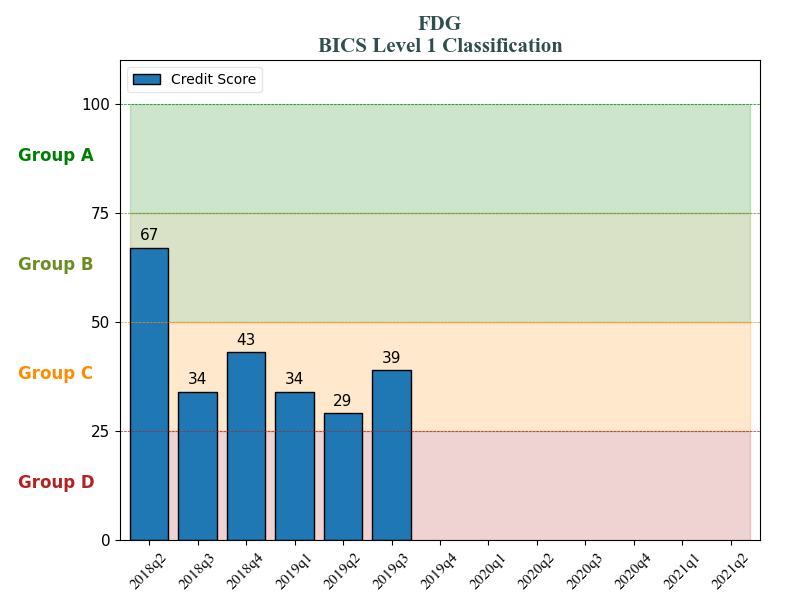 FDG
BICS Level 1 Classification
Credit Score
100
Group A
75
67
Group B
50
43
39
34
34
29
Group C
25
Group D
0
2018q2
2018q3
2018q4
2019q1
2019q2
2019q3
2019q4
2020q1
2020q2
2020q3
2020q4
2021q1
2021q2